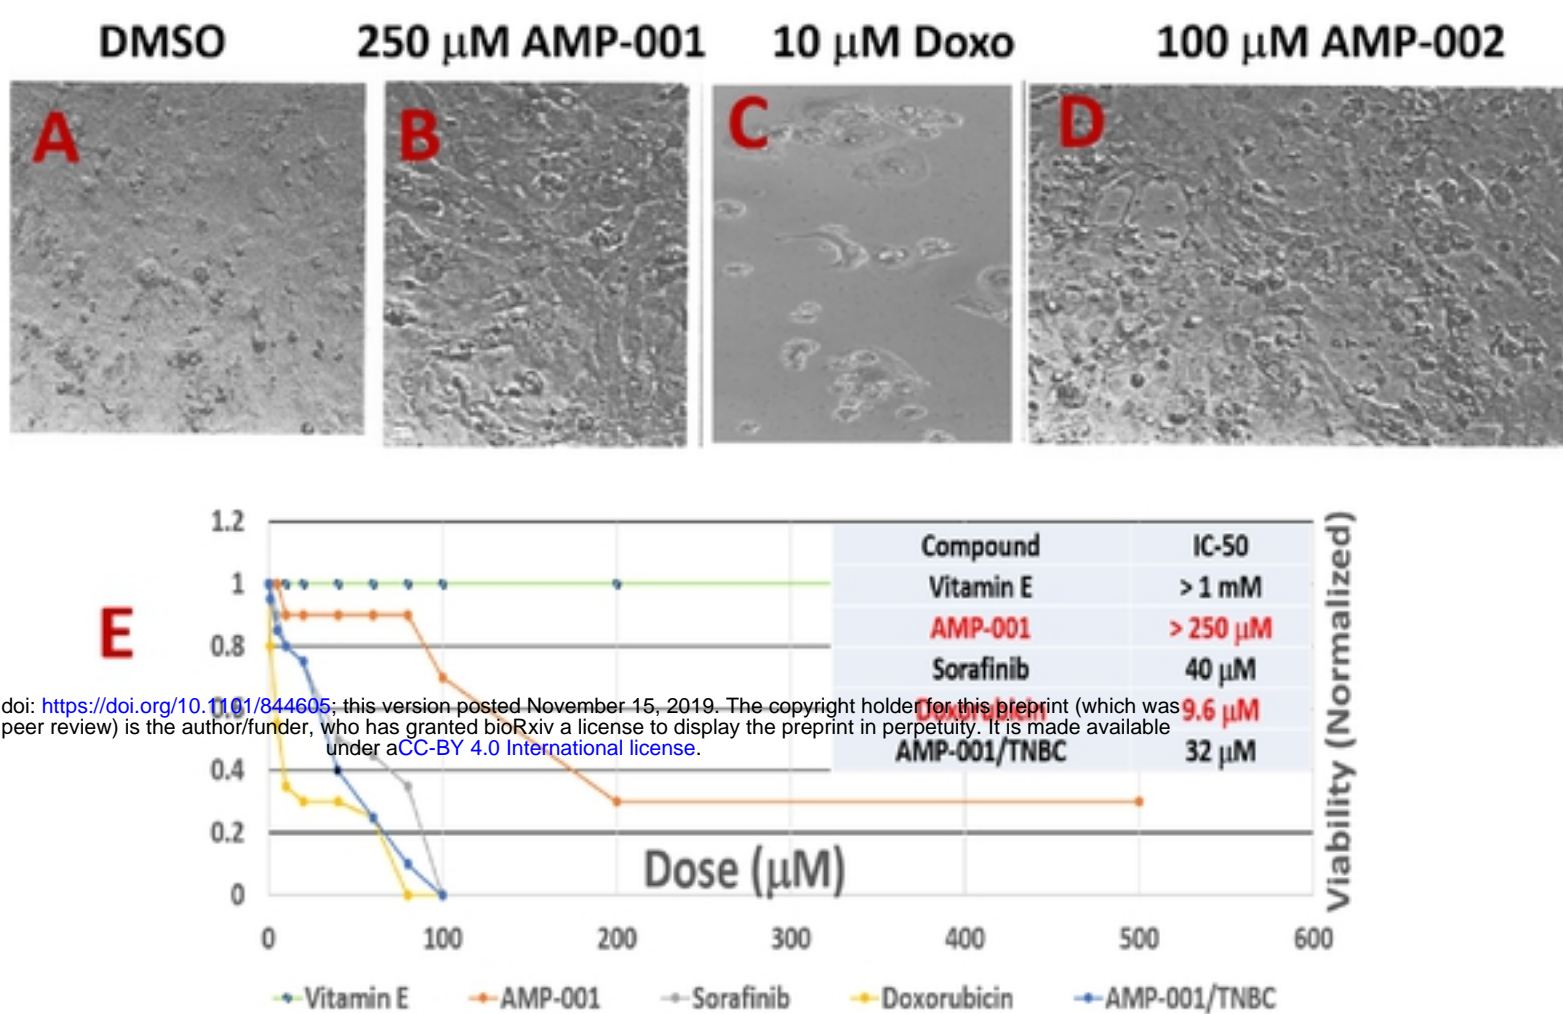 DMSO 250 μM AMP-001 10 μM Doxo 100 μM AMP-002
A B C D
E
1.2
1
0.8
0.6
0.4
0.2
0
Compound IC-50
Vitamin E > 1 mM
AMP-001 > 250 μM
Sorafinib 40 μM
Doxorubicin 9.6 μM
AMP-001/TNBC 32 μM
Viability (Normalized)
doi: https://doi.org/10.1101/844605; this version posted November 15, 2019. The copyright holder for this preprint (which was
peer review) is the author/funder, who has granted bioRxiv a license to display the preprint in perpetuity. It is made available
under aCC-BY 4.0 International license.
Dose (μM)
0 100 200 300 400 500 600
Vitamin E AMP-001 Sorafinib Doxorubicin AMP-001/TNBC